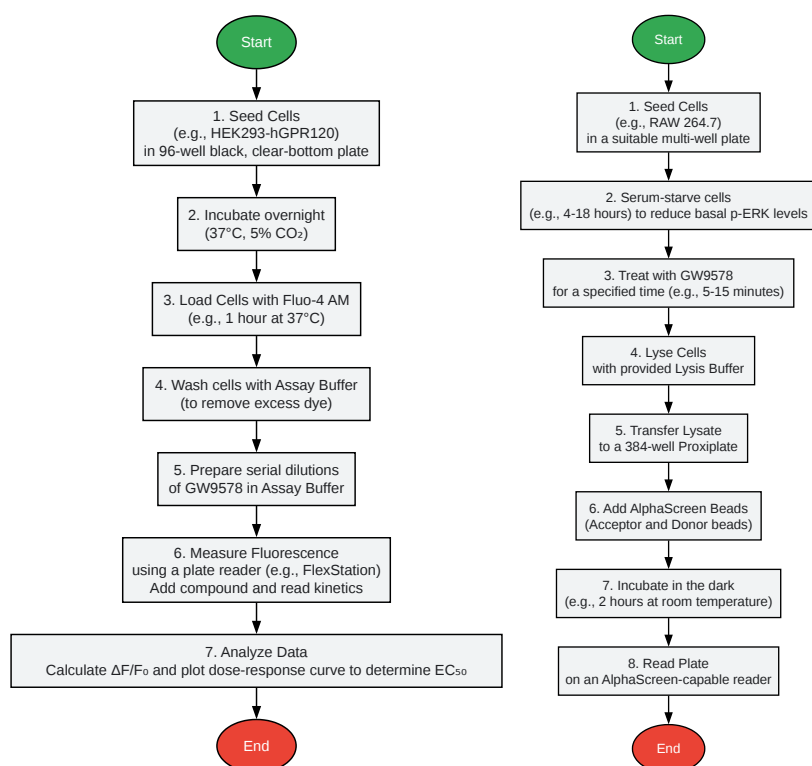 Start
1. Seed Cells
(e.g., HEK293-hGPR120)
in 96-well black, clear-bottom plate
2. Incubate overnight
(37°C, 5% CO₂)
3. Load Cells with Fluo-4 AM
(e.g., 1 hour at 37°C)
4. Wash cells with Assay Buffer
(to remove excess dye)
5. Prepare serial dilutions
of GW9578 in Assay Buffer
6. Measure Fluorescence
using a plate reader (e.g., FlexStation)
Add compound and read kinetics
7. Analyze Data
Calculate ΔF/F₀ and plot dose-response curve to determine EC₅₀
End
Start
1. Seed Cells
(e.g., RAW 264.7)
in a suitable multi-well plate
2. Serum-starve cells
(e.g., 4-18 hours) to reduce basal p-ERK levels
3. Treat with GW9578
for a specified time (e.g., 5-15 minutes)
4. Lyse Cells
with provided Lysis Buffer
5. Transfer Lysate
to a 384-well Proxiplate
6. Add AlphaScreen Beads
(Acceptor and Donor beads)
7. Incubate in the dark
(e.g., 2 hours at room temperature)
8. Read Plate
on an AlphaScreen-capable reader
End